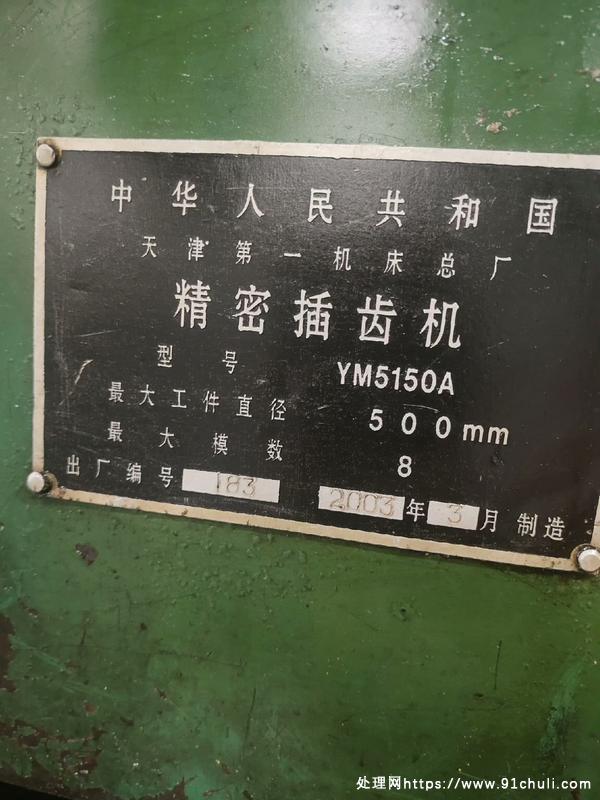 中华人民共和国
天津第一机床总厂
精密插齿机
型号 YM5150A
最大工件直径 500mm
最大模数 8
出厂编号 183 2003年3月制造
处理网https://www.91chuli.com